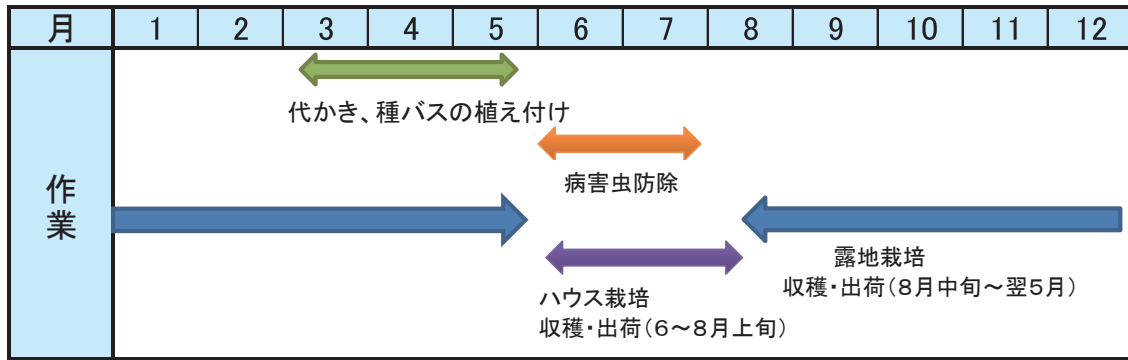 月 1 2 3 4 5 6 7 8 9 10 11 12
作業
代かき、種バスの植え付け
病害虫防除
ハウス栽培
収穫・出荷(6～8月上旬)
露地栽培
収穫・出荷(8月中旬～翌5月)